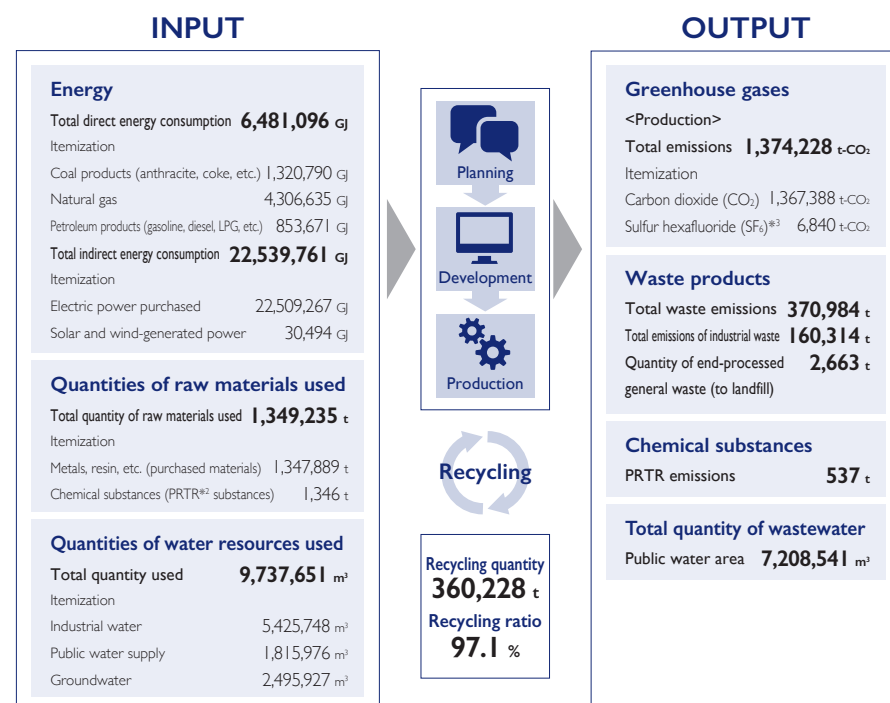 INPUT
Energy
Total direct energy consumption 6,481,096 GJ
Itemization
Coal products (anthracite, coke, etc.) 1,320,790 GJ
Natural gas 4,306,635 GJ
Petroleum products (gasoline, diesel, LPG, etc.) 853,671 GJ
Total indirect energy consumption 22,539,761 GJ
Itemization
Electric power purchased 22,509,267 GJ
Solar and wind-generated power 30,494 GJ
Quantities of raw materials used
Total quantity of raw materials used 1,349,235 t
Itemization
Metals, resin, etc. (purchased materials) 1,347,889 t
Chemical substances (PRTR*² substances) 1,346 t
Quantities of water resources used
Total quantity used 9,737,651 m³
Itemization
Industrial water 5,425,748 m³
Public water supply 1,815,976 m³
Groundwater 2,495,927 m³
Planning
Development
Production
Recycling
Recycling quantity
360,228 t
Recycling ratio
97.1 %
OUTPUT
Greenhouse gases
<Production>
Total emissions 1,374,228 t-CO₂
Itemization
Carbon dioxide (CO₂) 1,367,388 t-CO₂
Sulfur hexafluoride (SF₆)*³ 6,840 t-CO₂
Waste products
Total waste emissions 370,984 t
Total emissions of industrial waste 160,314 t
Quantity of end-processed 2,663 t
general waste (to landfill)
Chemical substances
PRTR emissions 537 t
Total quantity of wastewater
Public water area 7,208,541 m³